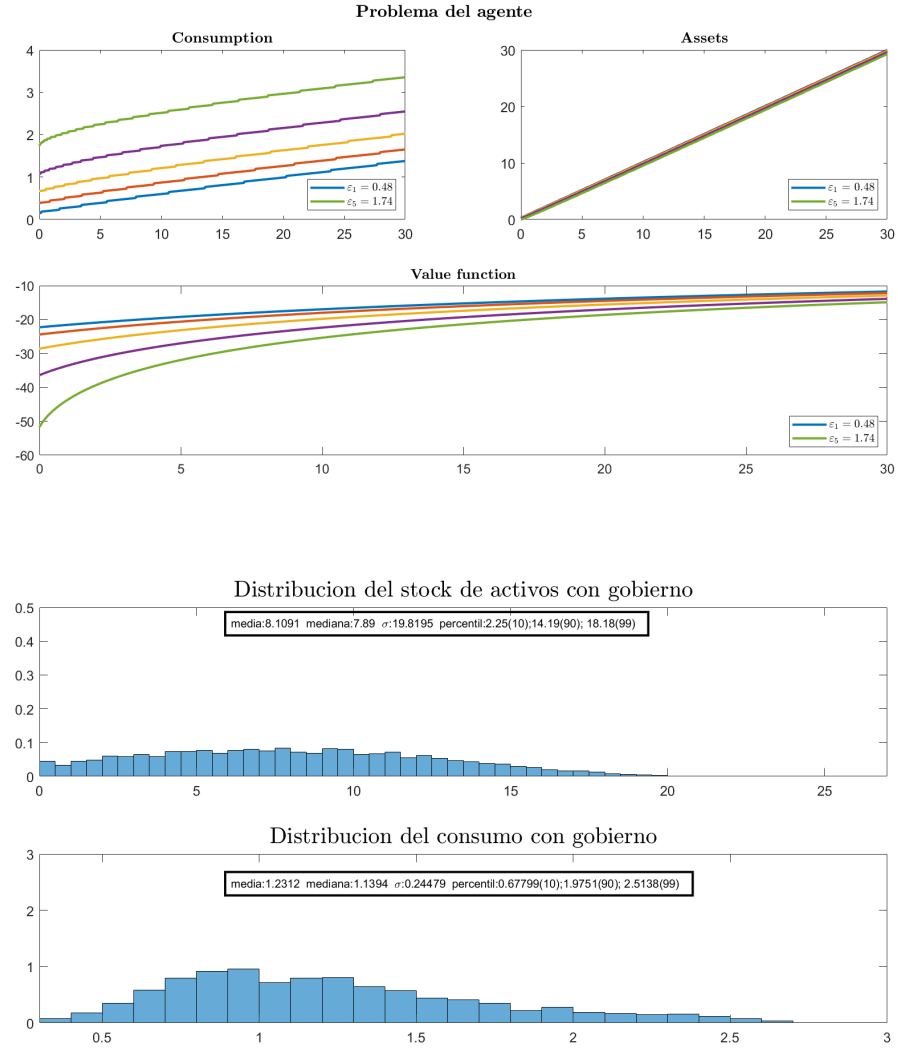 Problema del agente
Consumption
4
3
2
1
0
0 5 10 15 20 25 30
ε₁ = 0.48
ε₅ = 1.74
Assets
30
20
10
0
0 5 10 15 20 25 30
ε₁ = 0.48
ε₅ = 1.74
Value function
-10
-20
-30
-40
-50
-60
0 5 10 15 20 25 30
ε₁ = 0.48
ε₅ = 1.74
Distribucion del stock de activos con gobierno
media:8.1091 mediana:7.89 σ:19.8195 percentil:2.25(10);14.19(90); 18.18(99)
0.5
0.4
0.3
0.2
0.1
0
0 5 10 15 20 25
Distribucion del consumo con gobierno
media:1.2312 mediana:1.1394 σ:0.24479 percentil:0.67799(10);1.9751(90); 2.5138(99)
3
2
1
0
0.5 1 1.5 2 2.5 3